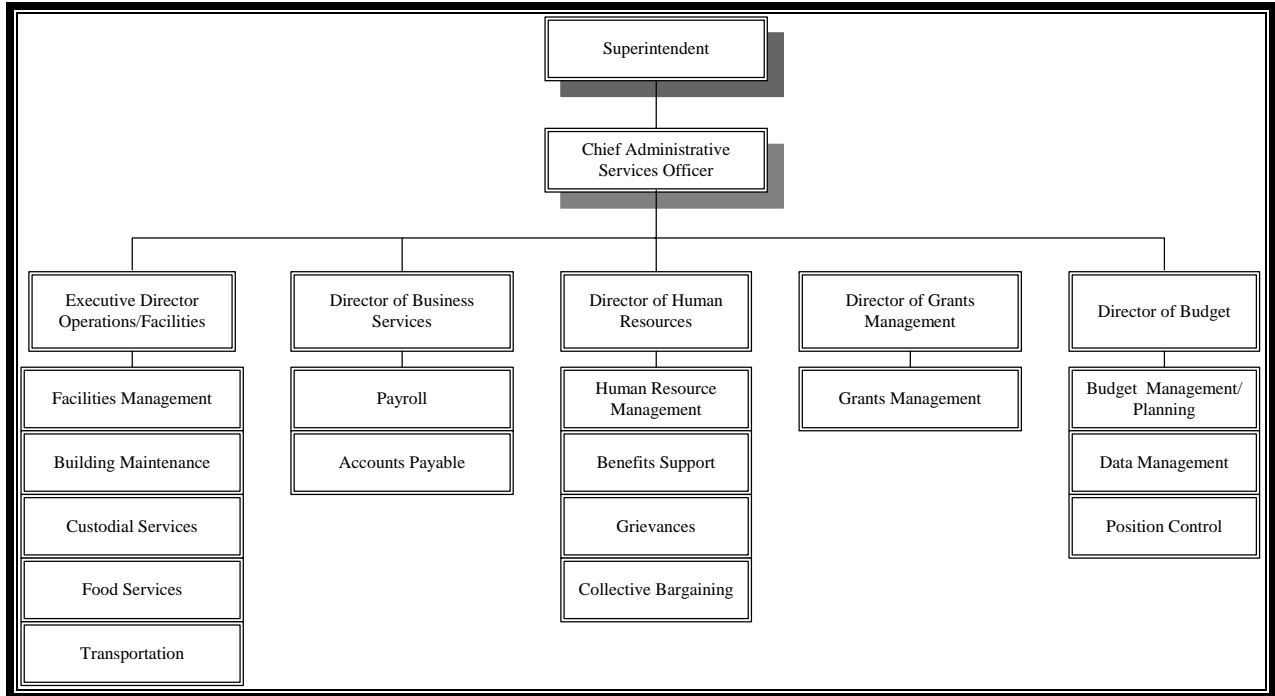 Superintendent
Chief Administrative
Services Officer
Executive Director
Operations/Facilities
Director of Business
Services
Director of Human
Resources
Director of Grants
Management
Director of Budget
Facilities Management
Building Maintenance
Custodial Services
Food Services
Transportation
Payroll
Accounts Payable
Human Resource
Management
Benefits Support
Grievances
Collective Bargaining
Grants Management
Budget Management/
Planning
Data Management
Position Control